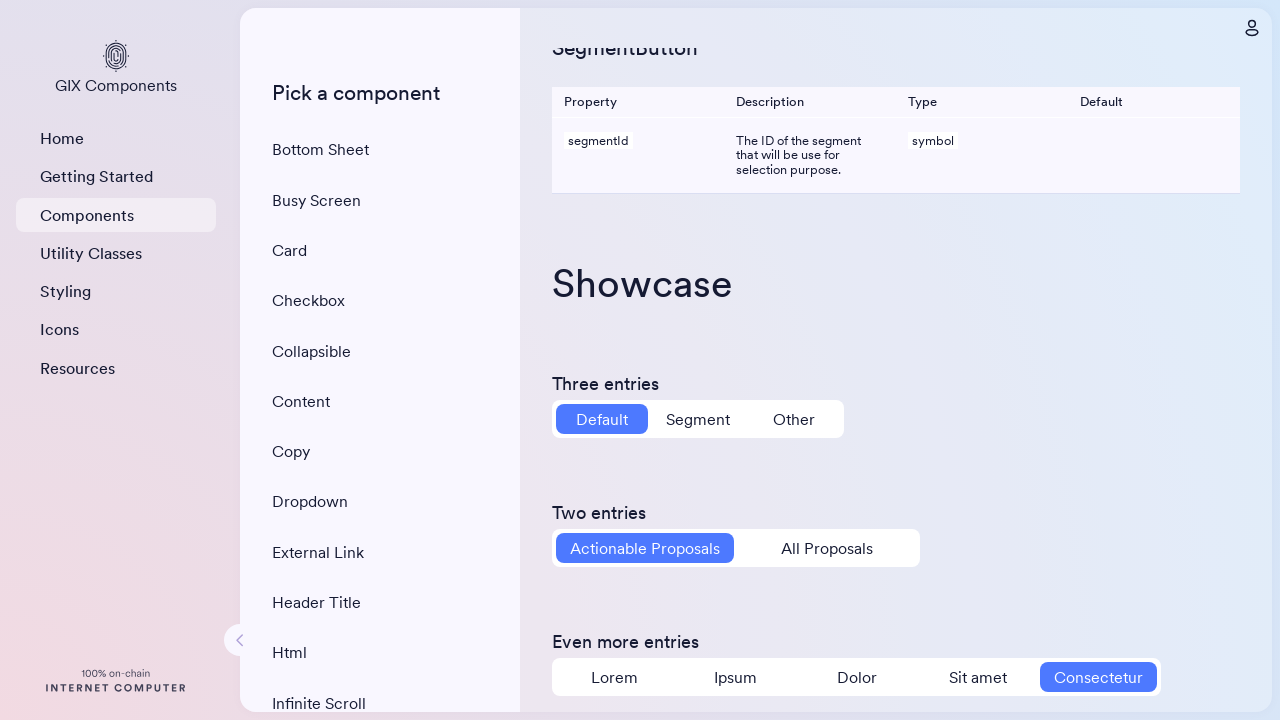 GIX Components
Home
Getting Started
Components
Utility Classes
Styling
Icons
Resources
100% on-chain
INTERNET COMPUTER
Pick a component
Bottom Sheet
Busy Screen
Card
Checkbox
Collapsible
Content
Copy
Dropdown
External Link
Header Title
Html
Infinite Scroll
SegmentButton
Property Description Type Default
segmentId The ID of the segment symbol
that will be use for
selection purpose.
Showcase
Three entries
Default Segment Other
Two entries
Actionable Proposals All Proposals
Even more entries
Lorem Ipsum Dolor Sit amet Consectetur